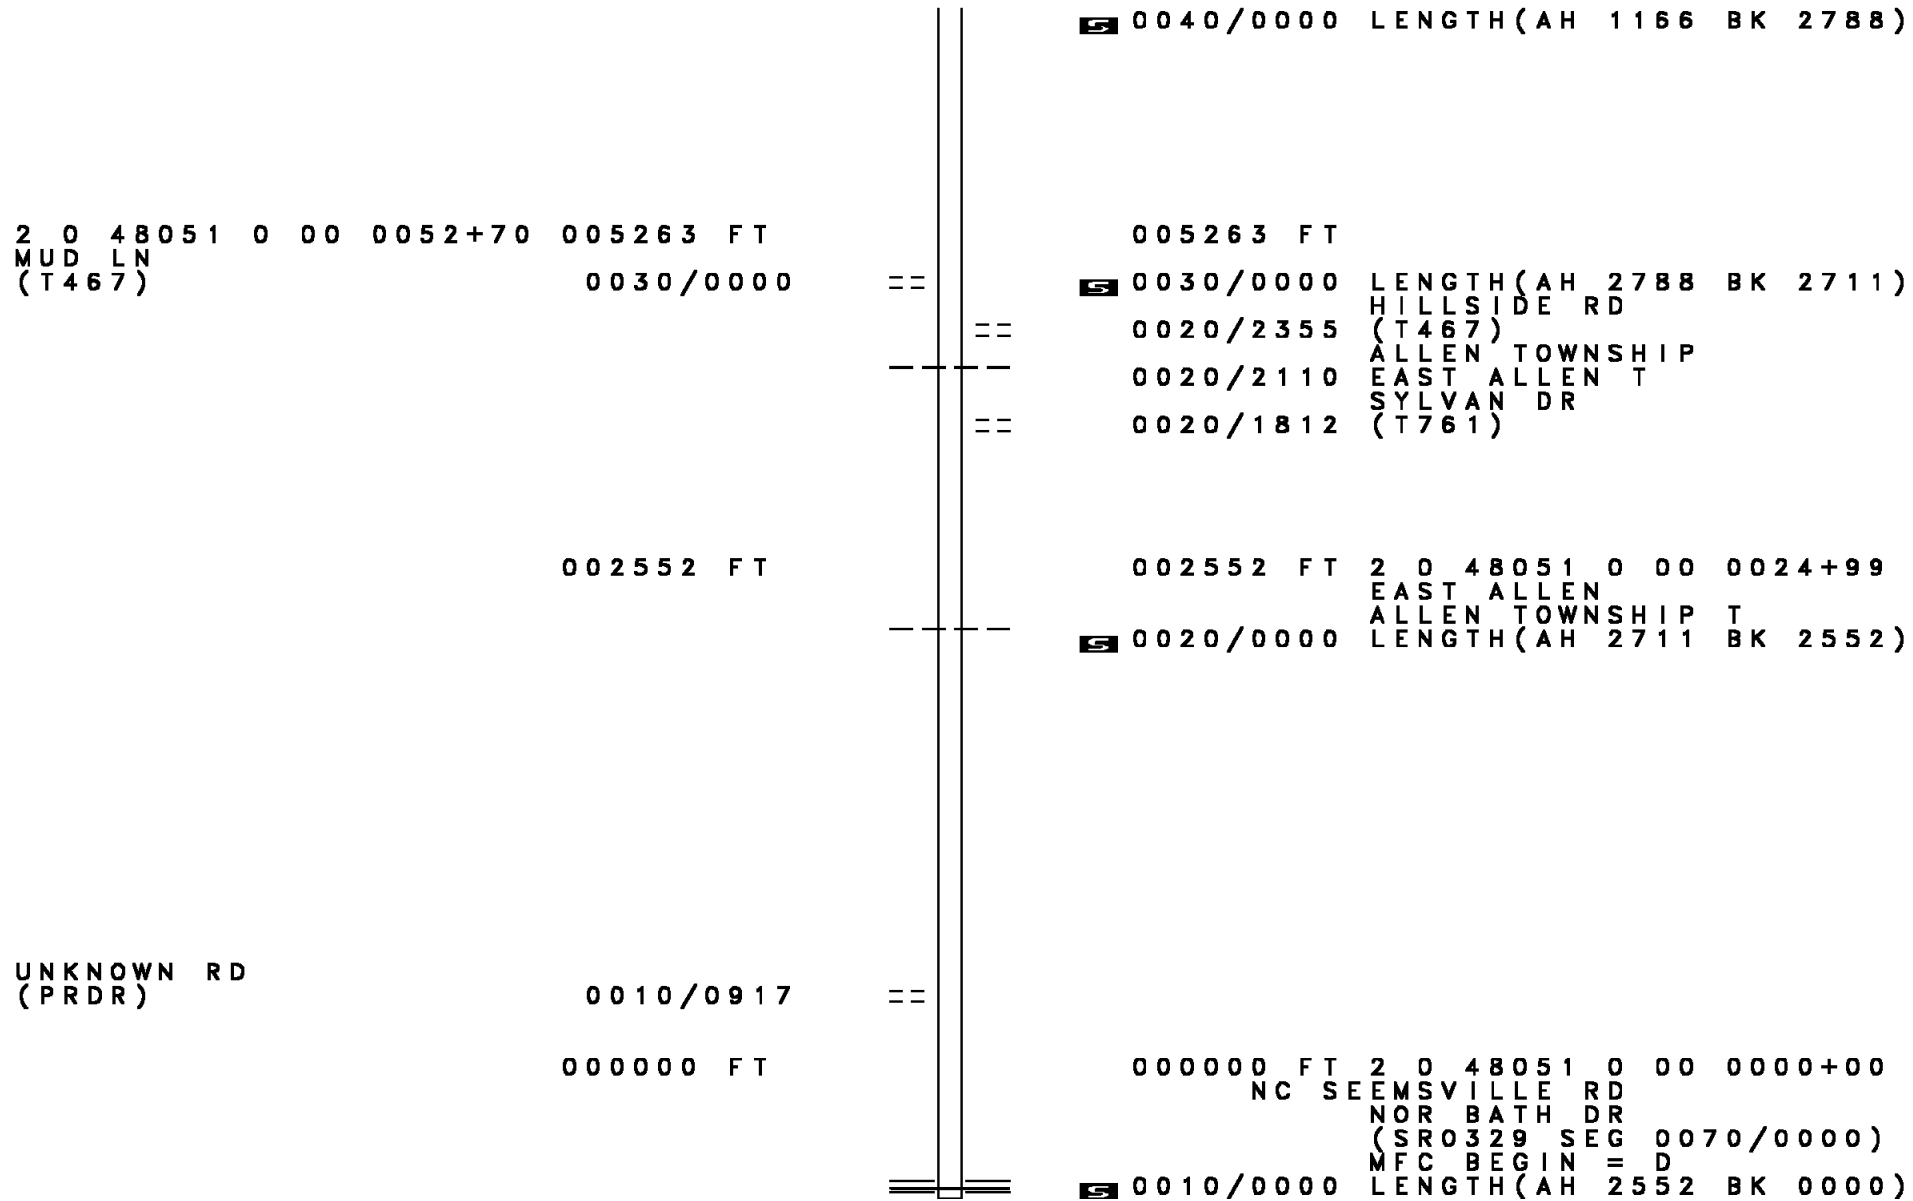 S 0040/0000 LENGTH(AH 1166 BK 2788)
2 0 48051 0 00 0052+70 005263 FT 005263 FT
MUD LN
(T467) 0030/0000 == S 0030/0000 LENGTH(AH 2788 BK 2711)
HILLSIDE RD
== 0020/2355 (T467)
ALLEN TOWNSHIP
0020/2110 EAST ALLEN T
SYLVAN DR
== 0020/1812 (T761)
002552 FT 002552 FT 2 0 48051 0 00 0024+99
EAST ALLEN
ALLEN TOWNSHIP T
S 0020/0000 LENGTH(AH 2711 BK 2552)
UNKNOWN RD
(PRDR) 0010/0917 ==
000000 FT 000000 FT 2 0 48051 0 00 0000+00
NC SEEMSVILLE RD
NOR BATH DR
(SR0329 SEG 0070/0000)
MFC BEGIN = D
S 0010/0000 LENGTH(AH 2552 BK 0000)